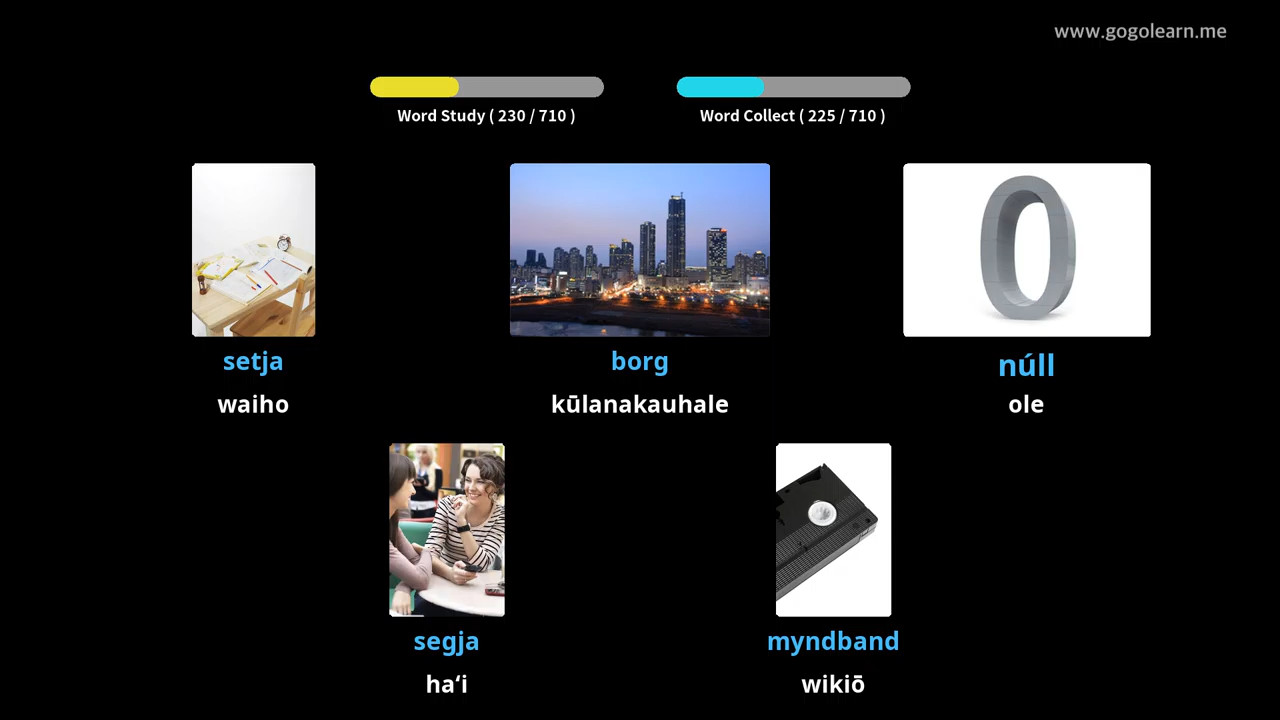 www.gogolearn.me
Word Study ( 230 / 710 )
Word Collect ( 225 / 710 )
setja
borg
núll
waiho
kūlanakauhale
ole
segja
myndband
haʻi
wikiō